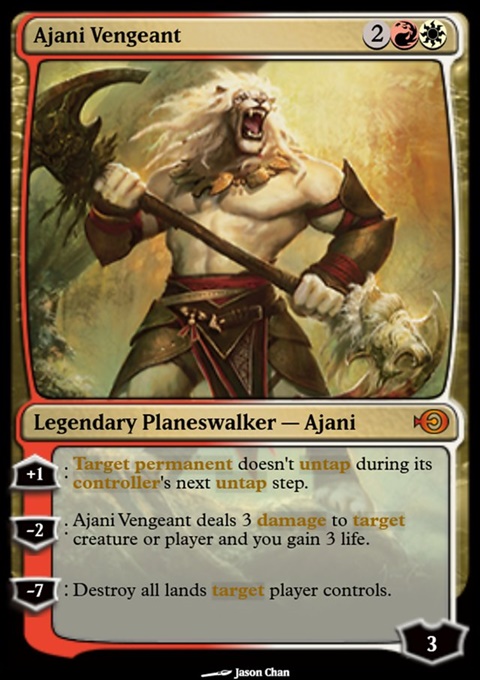 Ajani Vengeant 2
Legendary Planeswalker — Ajani
+1 : Target permanent doesn't untap during its
controller's next untap step.
-2 : Ajani Vengeant deals 3 damage to target
creature or player and you gain 3 life.
-7 : Destroy all lands target player controls.
3
Jason Chan